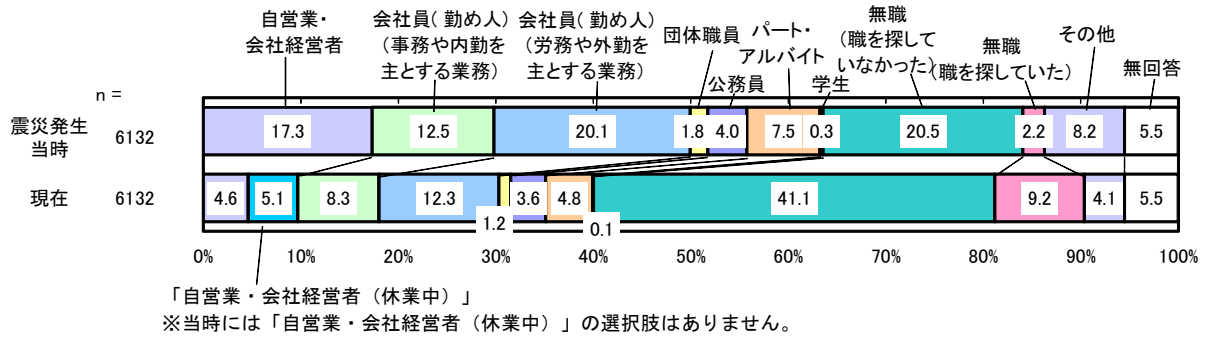 自営業・
会社経営者
会社員(勤め人)
(事務や内勤を
主とする業務)
会社員(勤め人)
(労務や外勤を
主とする業務)
団体職員
公務員
パート・
アルバイト
学生
無職
(職を探して
いなかった)
無職
(職を探していた)
その他
無回答
n =
震災発生
当時
6132
17.3
12.5
20.1
1.8
4.0
7.5
0.3
20.5
2.2
8.2
5.5
現在
6132
4.6
5.1
8.3
12.3
1.2
3.6
4.8
0.1
41.1
9.2
4.1
5.5
0%
10%
20%
30%
40%
50%
60%
70%
80%
90%
100%
「自営業・会社経営者(休業中)」
※当時には「自営業・会社経営者(休業中)」の選択肢はありません。